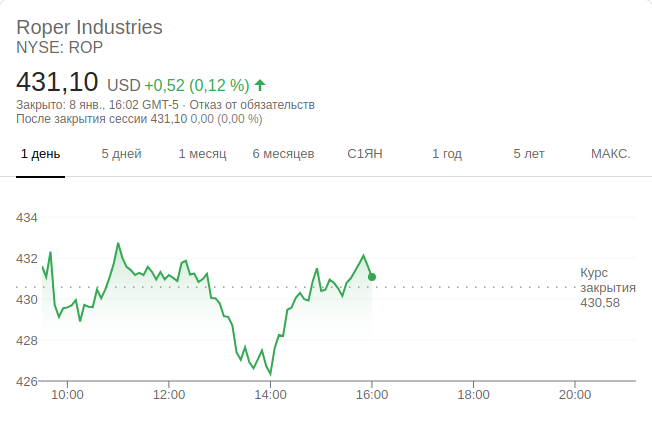 Roper Industries
NYSE: ROP
431,10 USD +0,52 (0,12 %)
Закрыто: 8 янв., 16:02 GMT-5 · Отказ от обязательств
После закрытия сессии 431,10 0,00 (0,00 %)
1 день 5 дней 1 месяц 6 месяцев С1ЯН 1 год 5 лет МАКС.
434
432
430
428
426
Курс
закрытия
430,58
10:00 12:00 14:00 16:00 18:00 20:00